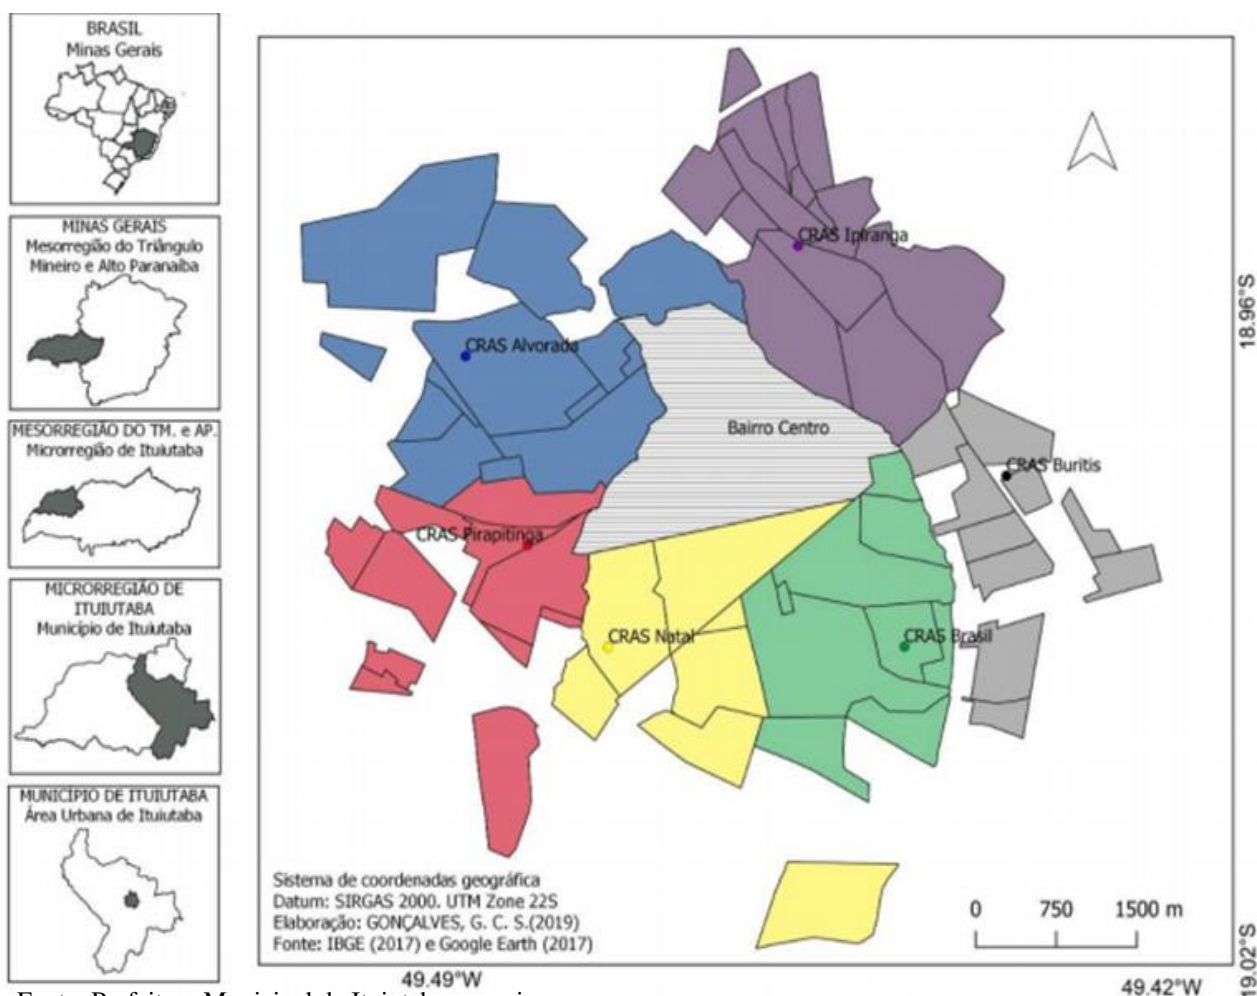 BRASIL
Minas Gerais
MINAS GERAIS
Mesorregião do Triângulo
Mineiro e Alto Paranaíba
MESORREGIÃO DO TM. e AP.
Microrregião de Ituiutaba
MICRORREGIÃO DE
ITUIUTABA
Município de Ituiutaba
MUNICÍPIO DE ITUIUTABA
Área Urbana de Ituiutaba
CRAS Ipiranga
CRAS Alvorada
Bairro Centro
CRAS Buritis
CRAS Pirapitinga
CRAS Natal
CRAS Brasil
Sistema de coordenadas geográfica
Datum: SIRGAS 2000. UTM Zone 22S
Elaboração: GONÇALVES, G. C. S.(2019)
Fonte: IBGE (2017) e Google Earth (2017)
0 750 1500 m
18.96°S
19.02°S
49.49°W
49.42°W